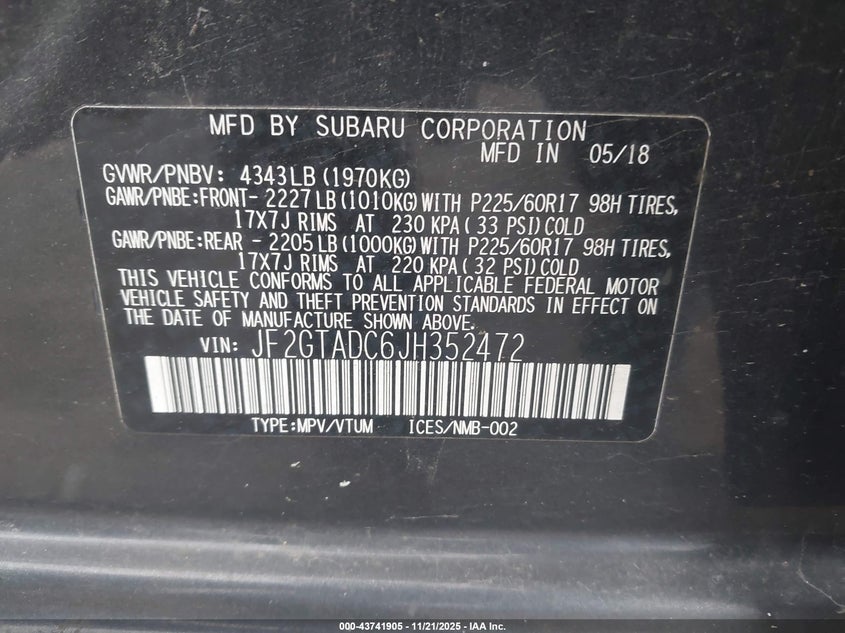 MFD BY SUBARU CORPORATION
MFD IN 05/18
GVWR/PNBV: 4343LB(1970KG)
GAWR/PNBE:FRONT- 2227LB(1010KG)WITH P225/60R17 98H TIRES,
17X7J RIMS AT 230 KPA( 33 PSI)COLD
GAWR/PNBE:REAR - 2205LB(1000KG)WITH P225/60R17 98H TIRES,
17X7J RIMS AT 220 KPA( 32 PSI)COLD
THIS VEHICLE CONFORMS TO ALL APPLICABLE FEDERAL MOTOR
VEHICLE SAFETY AND THEFT PREVENTION STANDARDS IN EFFECT ON
THE DATE OF MANUFACTURE SHOWN ABOVE.
VIN: JF2GTADC6JH352472
TYPE:MPV/VTUM ICES/NMB-002
000-43741905 - 11/21/2025 - IAA Inc.